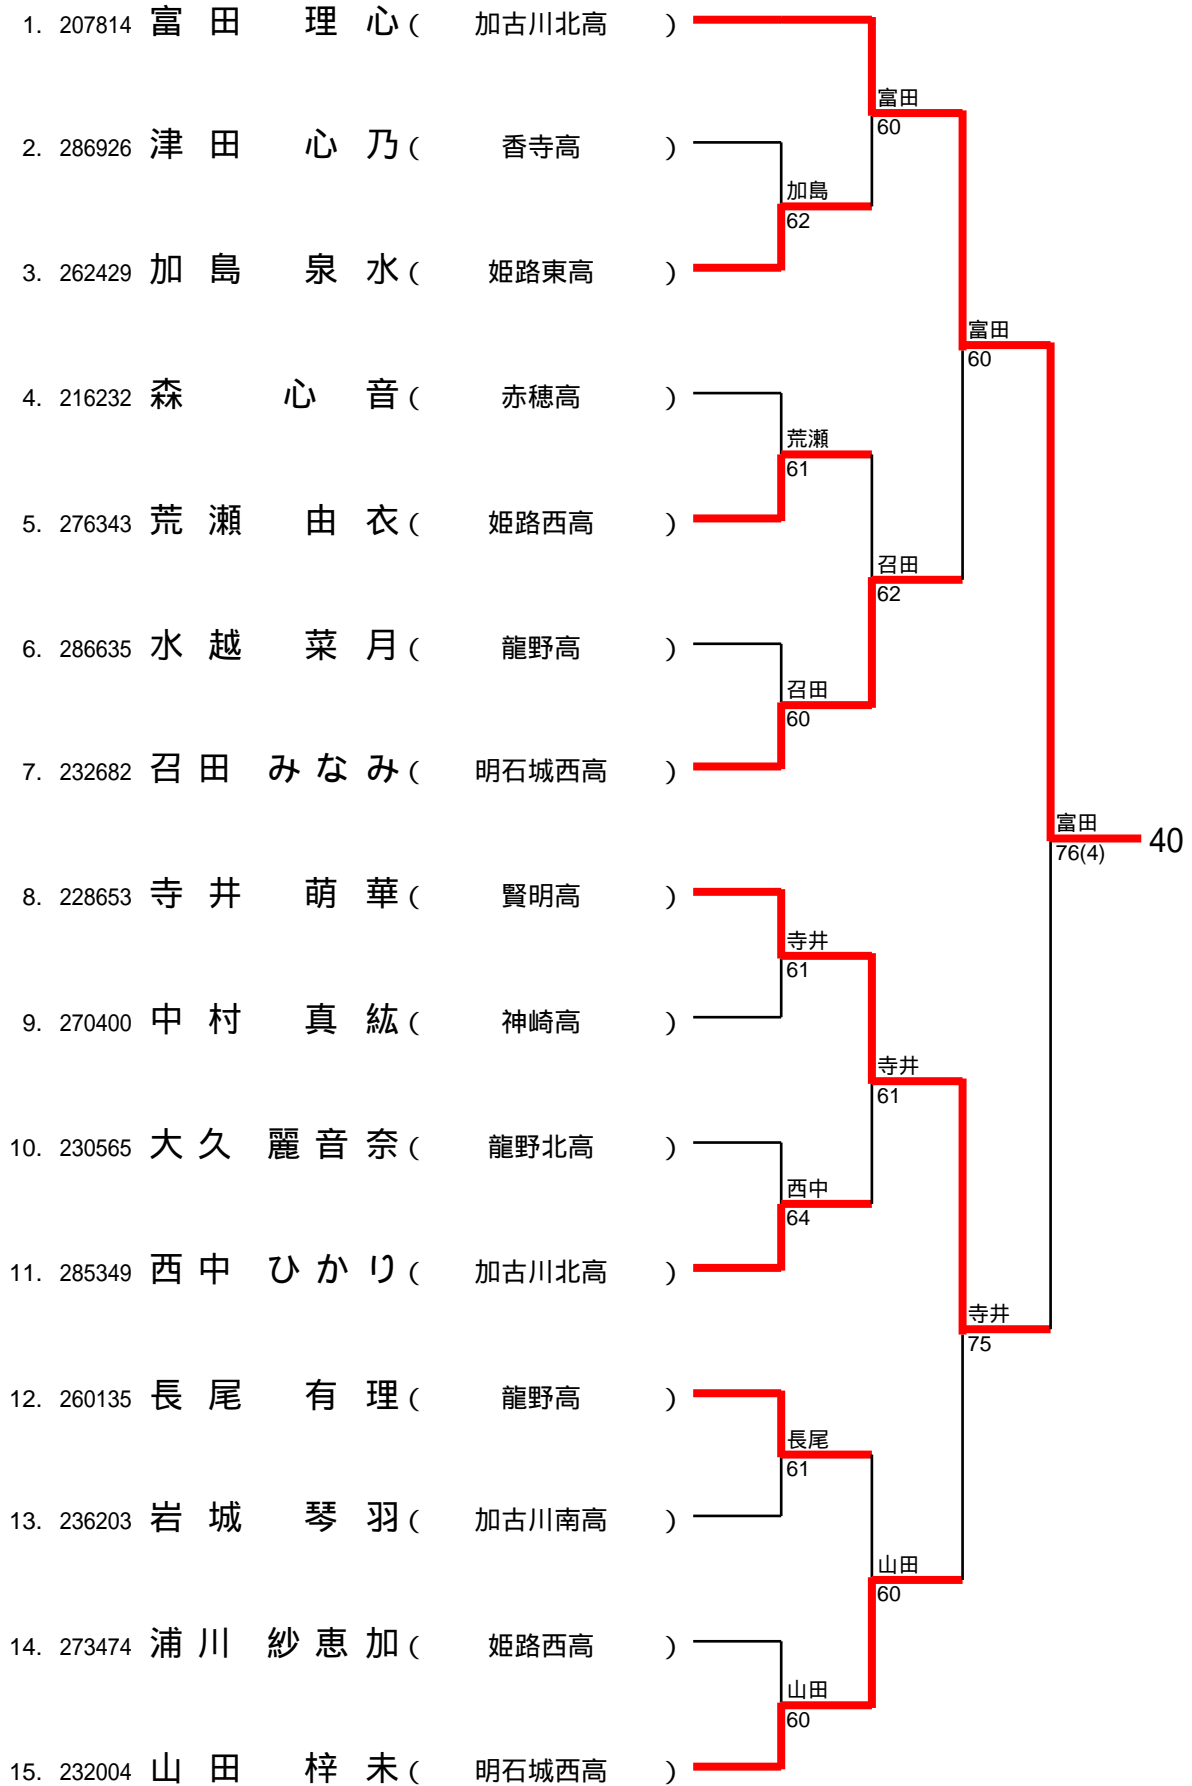 1. 207814 富田 理心 ( 加古川北高 )
富田
60
2. 286926 津田 心乃 ( 香寺高 )
加島
62
3. 262429 加島 泉水 ( 姫路東高 )
富田
60
4. 216232 森 心音 ( 赤穂高 )
荒瀬
61
5. 276343 荒瀬 由衣 ( 姫路西高 )
召田
62
6. 286635 水越 菜月 ( 龍野高 )
召田
60
7. 232682 召田 みなみ ( 明石城西高 )
富田
76(4)
40
8. 228653 寺井 萌華 ( 賢明高 )
寺井
61
9. 270400 中村 真紘 ( 神崎高 )
寺井
61
10. 230565 大久 麗音奈 ( 龍野北高 )
西中
64
11. 285349 西中 ひかり ( 加古川北高 )
寺井
75
12. 260135 長尾 有理 ( 龍野高 )
長尾
61
13. 236203 岩城 琴羽 ( 加古川南高 )
山田
60
14. 273474 浦川 紗恵加 ( 姫路西高 )
山田
60
15. 232004 山田 梓未 ( 明石城西高 )